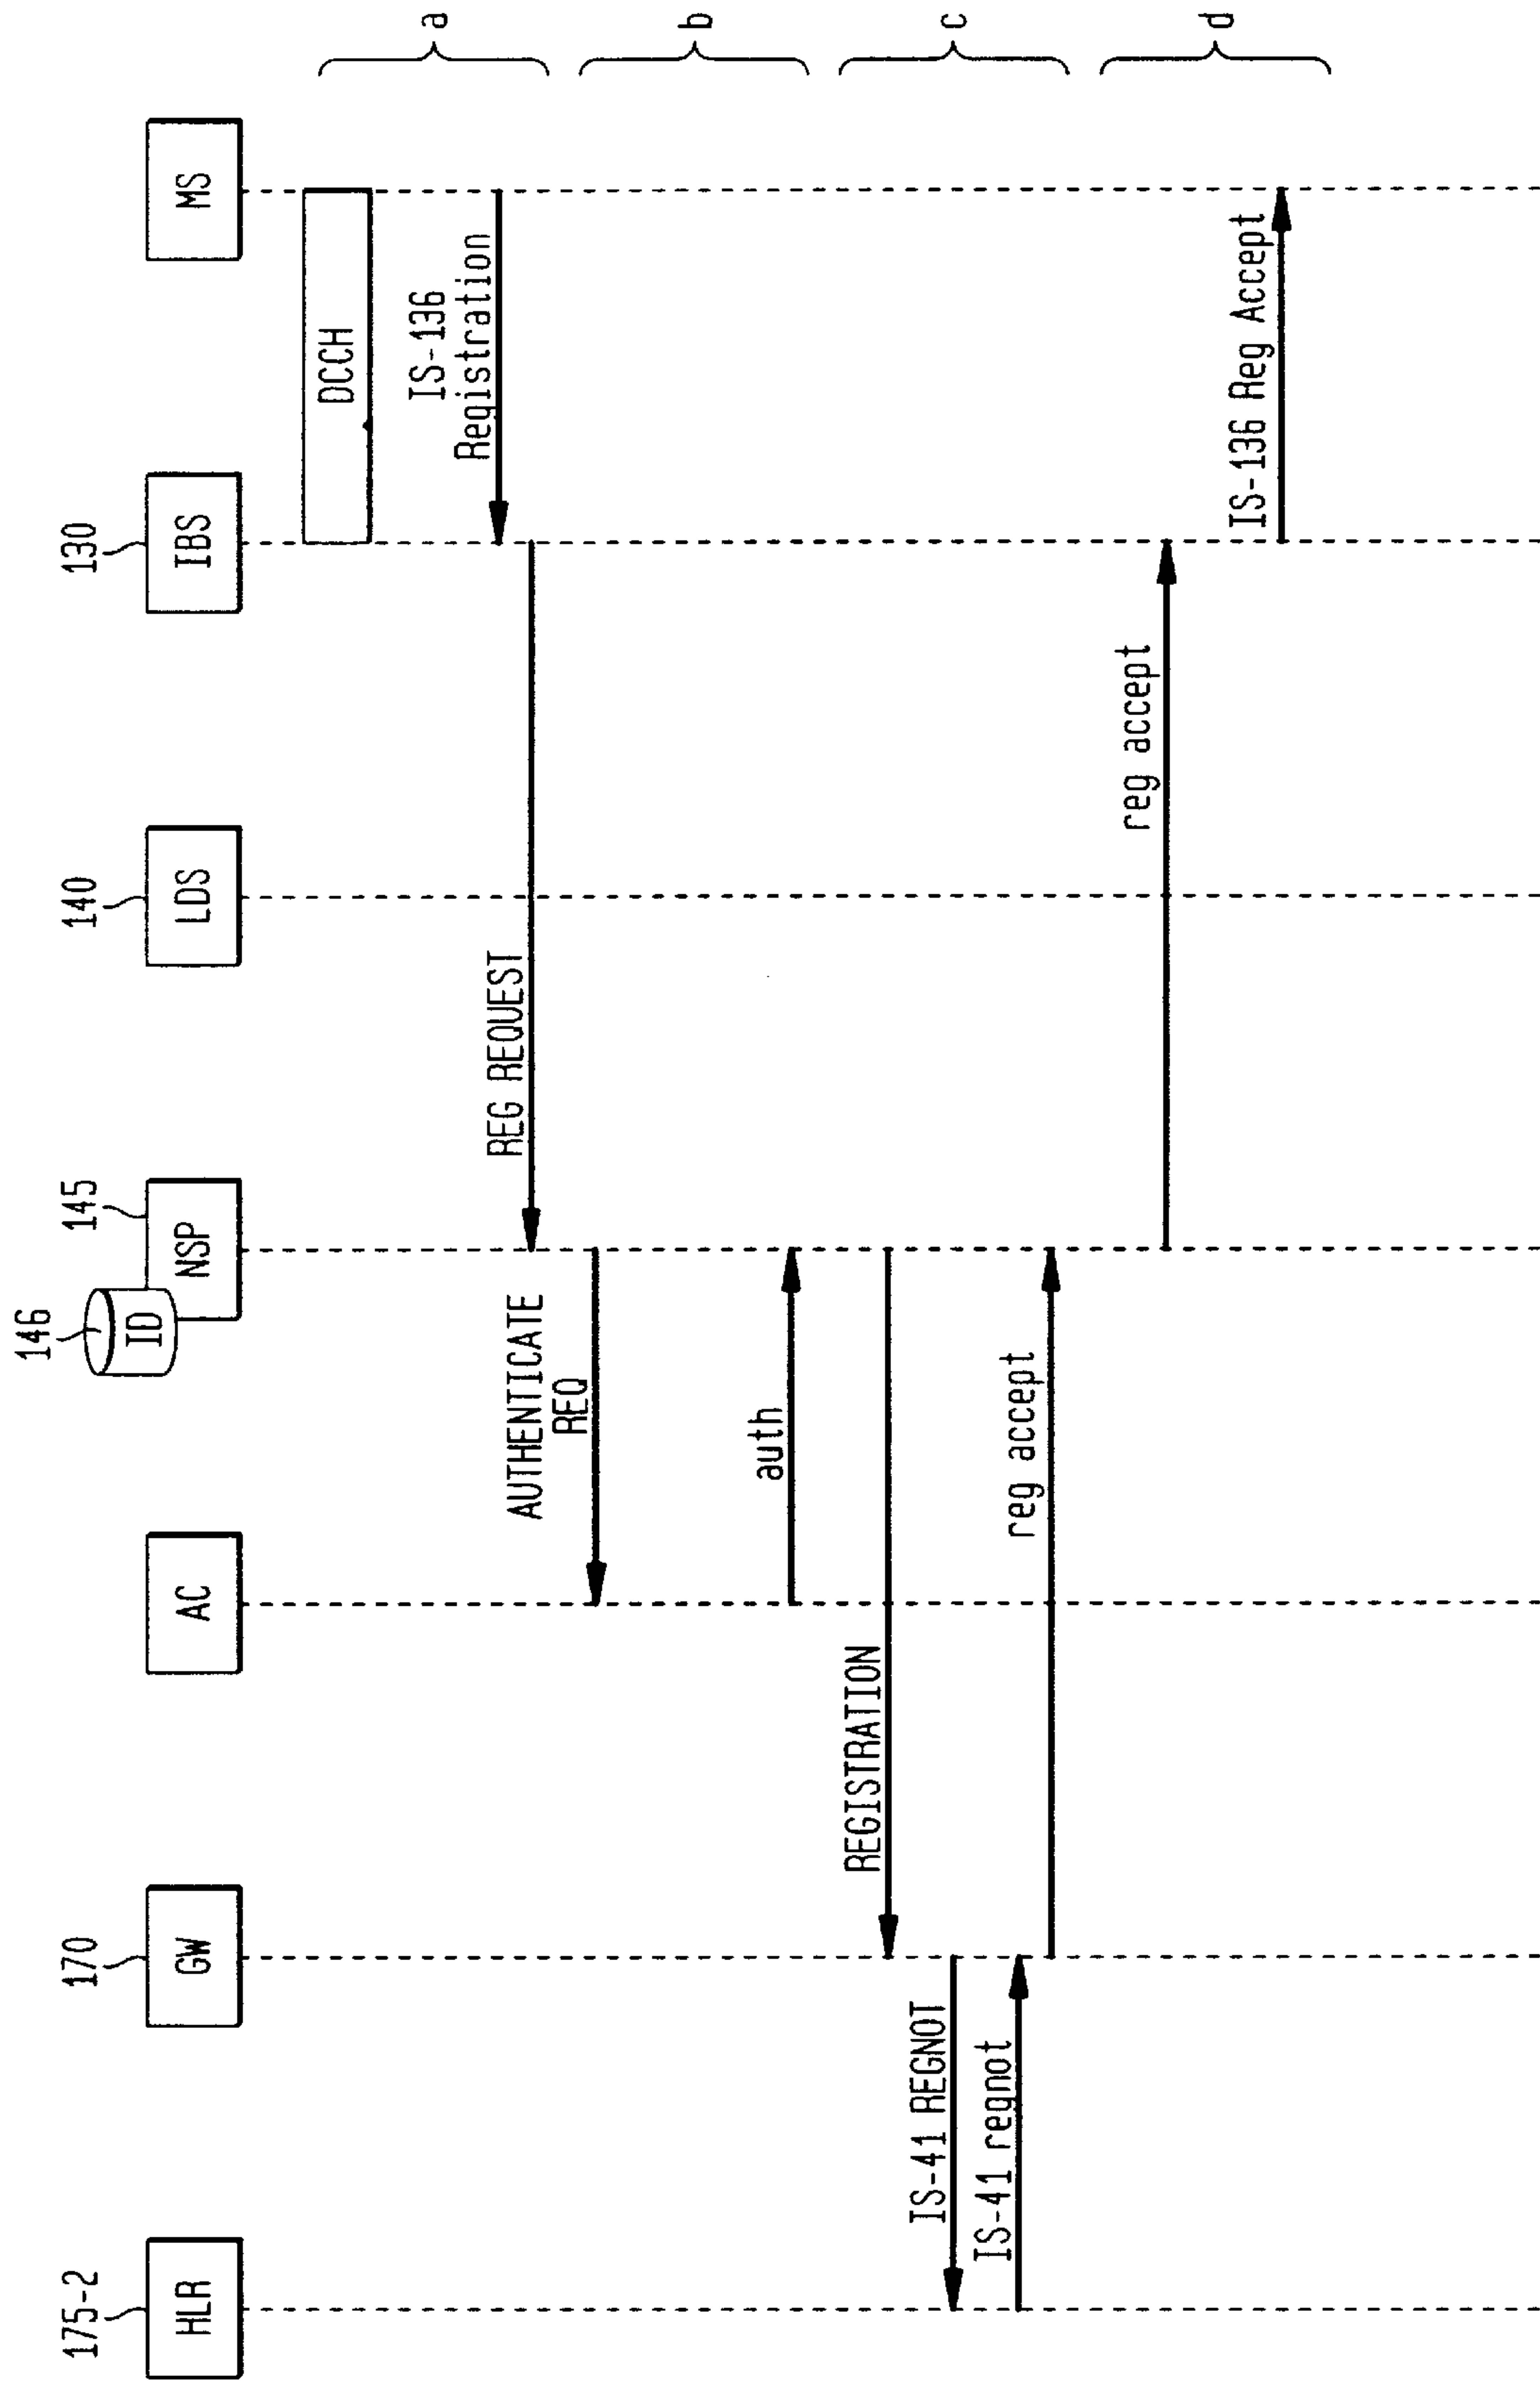 175-2
170
146
145
140
130
HLR
GW
AC
ID
NSP
LDS
IBS
MS
DCCH
a
IS-136
Registration
REG REQUEST
AUTHENTICATE
REQ
b
auth
REGISTRATION
c
IS-41 REGNOT
IS-41 regnot
reg accept
reg accept
d
IS-136 Reg Accept